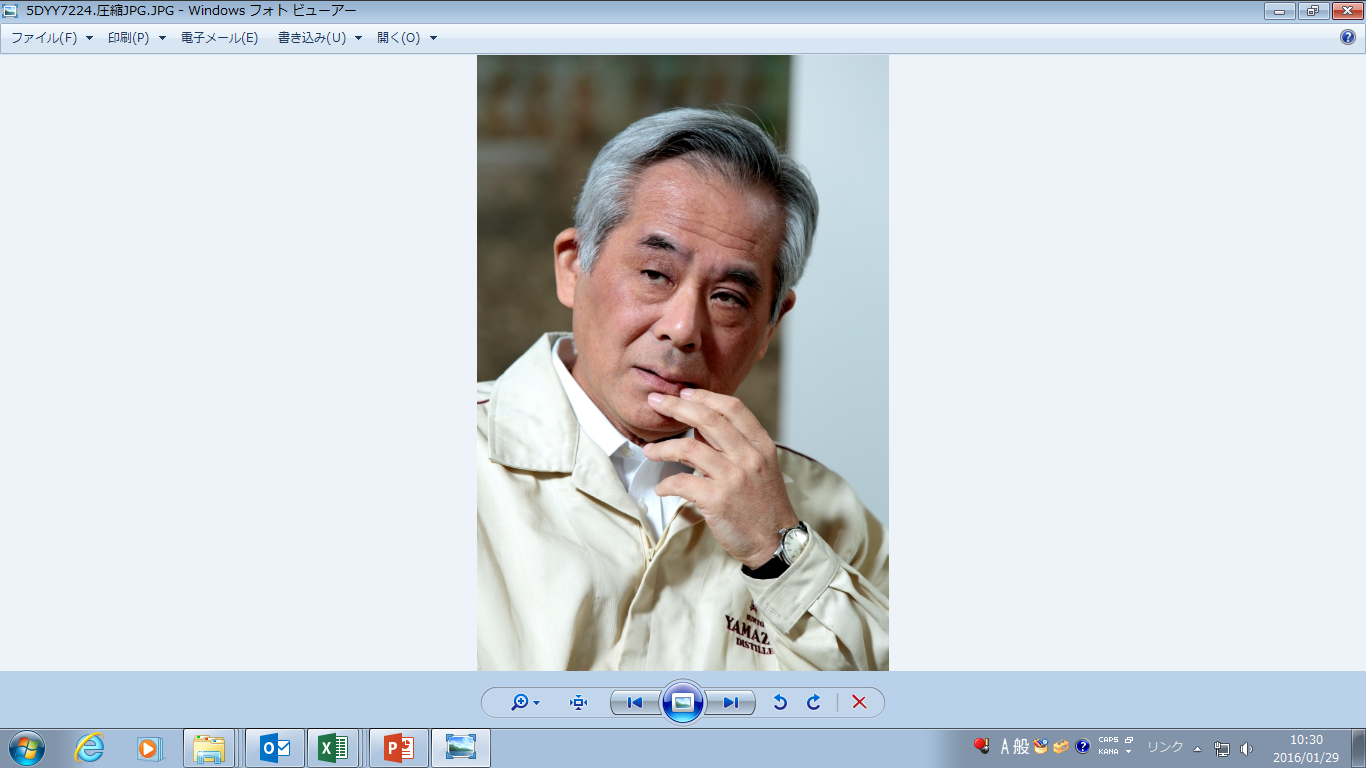 5DYY7224.圧縮JPG.JPG - Windows フォト ビューアー
ファイル(F) 印刷(P) 電子メール(E) 書き込み(U) 開く(O)
YAMAZ
DISTILLE
A 般 CAPS KANA リンク
10:30
2016/01/29